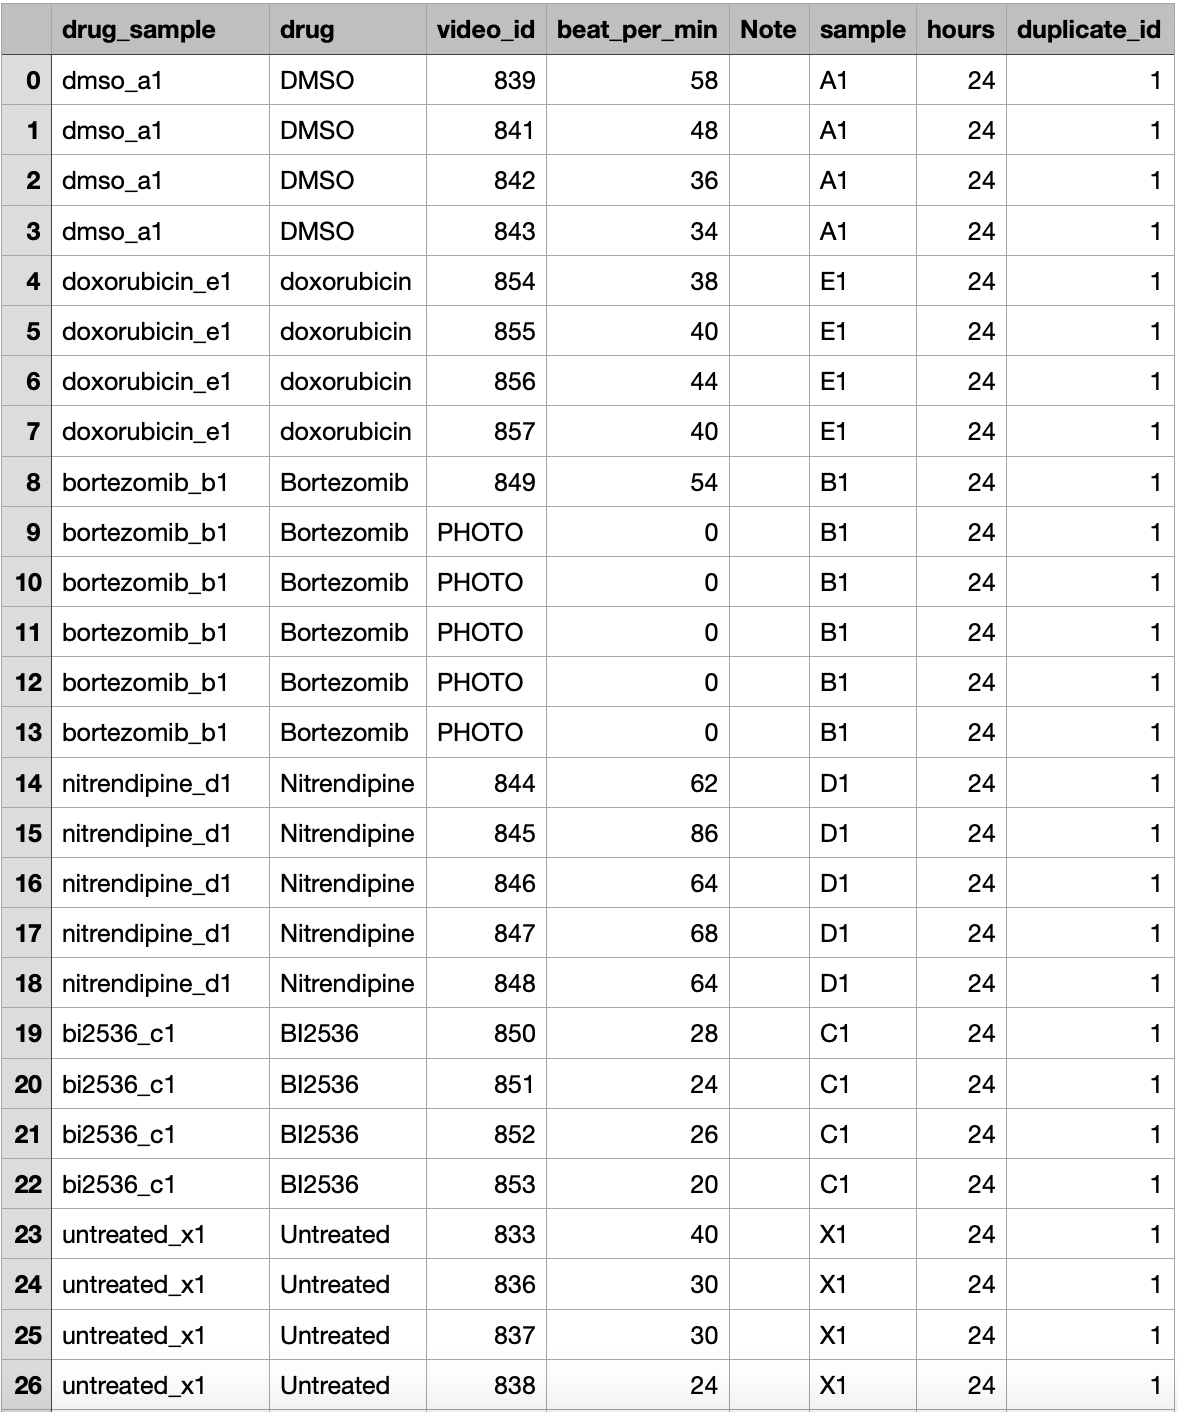 drug_sample drug video_id beat_per_min Note sample hours duplicate_id
0 dmso_a1 DMSO 839 58 A1 24 1
1 dmso_a1 DMSO 841 48 A1 24 1
2 dmso_a1 DMSO 842 36 A1 24 1
3 dmso_a1 DMSO 843 34 A1 24 1
4 doxorubicin_e1 doxorubicin 854 38 E1 24 1
5 doxorubicin_e1 doxorubicin 855 40 E1 24 1
6 doxorubicin_e1 doxorubicin 856 44 E1 24 1
7 doxorubicin_e1 doxorubicin 857 40 E1 24 1
8 bortezomib_b1 Bortezomib 849 54 B1 24 1
9 bortezomib_b1 Bortezomib PHOTO 0 B1 24 1
10 bortezomib_b1 Bortezomib PHOTO 0 B1 24 1
11 bortezomib_b1 Bortezomib PHOTO 0 B1 24 1
12 bortezomib_b1 Bortezomib PHOTO 0 B1 24 1
13 bortezomib_b1 Bortezomib PHOTO 0 B1 24 1
14 nitrendipine_d1 Nitrendipine 844 62 D1 24 1
15 nitrendipine_d1 Nitrendipine 845 86 D1 24 1
16 nitrendipine_d1 Nitrendipine 846 64 D1 24 1
17 nitrendipine_d1 Nitrendipine 847 68 D1 24 1
18 nitrendipine_d1 Nitrendipine 848 64 D1 24 1
19 bi2536_c1 BI2536 850 28 C1 24 1
20 bi2536_c1 BI2536 851 24 C1 24 1
21 bi2536_c1 BI2536 852 26 C1 24 1
22 bi2536_c1 BI2536 853 20 C1 24 1
23 untreated_x1 Untreated 833 40 X1 24 1
24 untreated_x1 Untreated 836 30 X1 24 1
25 untreated_x1 Untreated 837 30 X1 24 1
26 untreated_x1 Untreated 838 24 X1 24 1